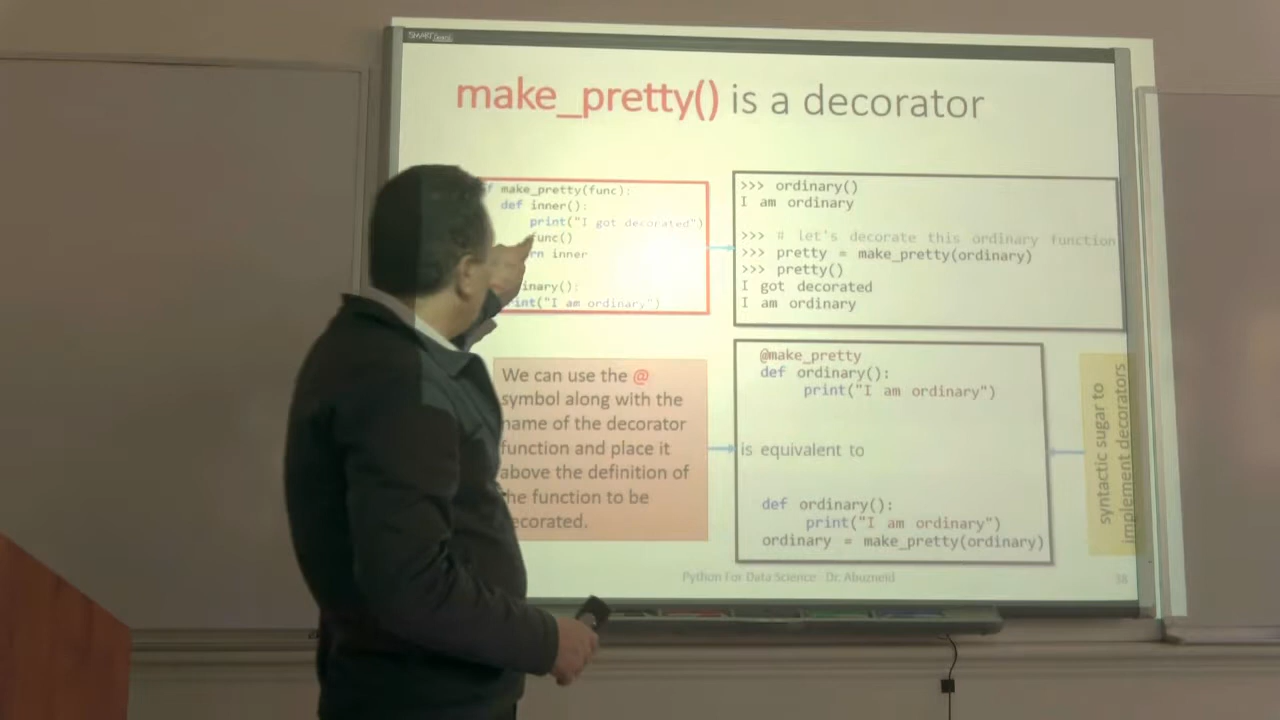 SMART
make_pretty() is a decorator
make_pretty(func):
def inner():
print("I got decorated")
func()
inner
print("I am ordinary")
>>> ordinary()
I am ordinary
>>> # let's decorate this ordinary function
>>> pretty = make_pretty(ordinary)
>>> pretty()
I got decorated
I am ordinary
We can use the @
symbol along with the
name of the decorator
function and place it
above the definition of
the function to be
decorated.
@make_pretty
def ordinary():
print("I am ordinary")
is equivalent to
def ordinary():
print("I am ordinary")
ordinary = make_pretty(ordinary)
syntactic sugar to
implement decorators
Python For Data Science - Dr. Abuzneid
38